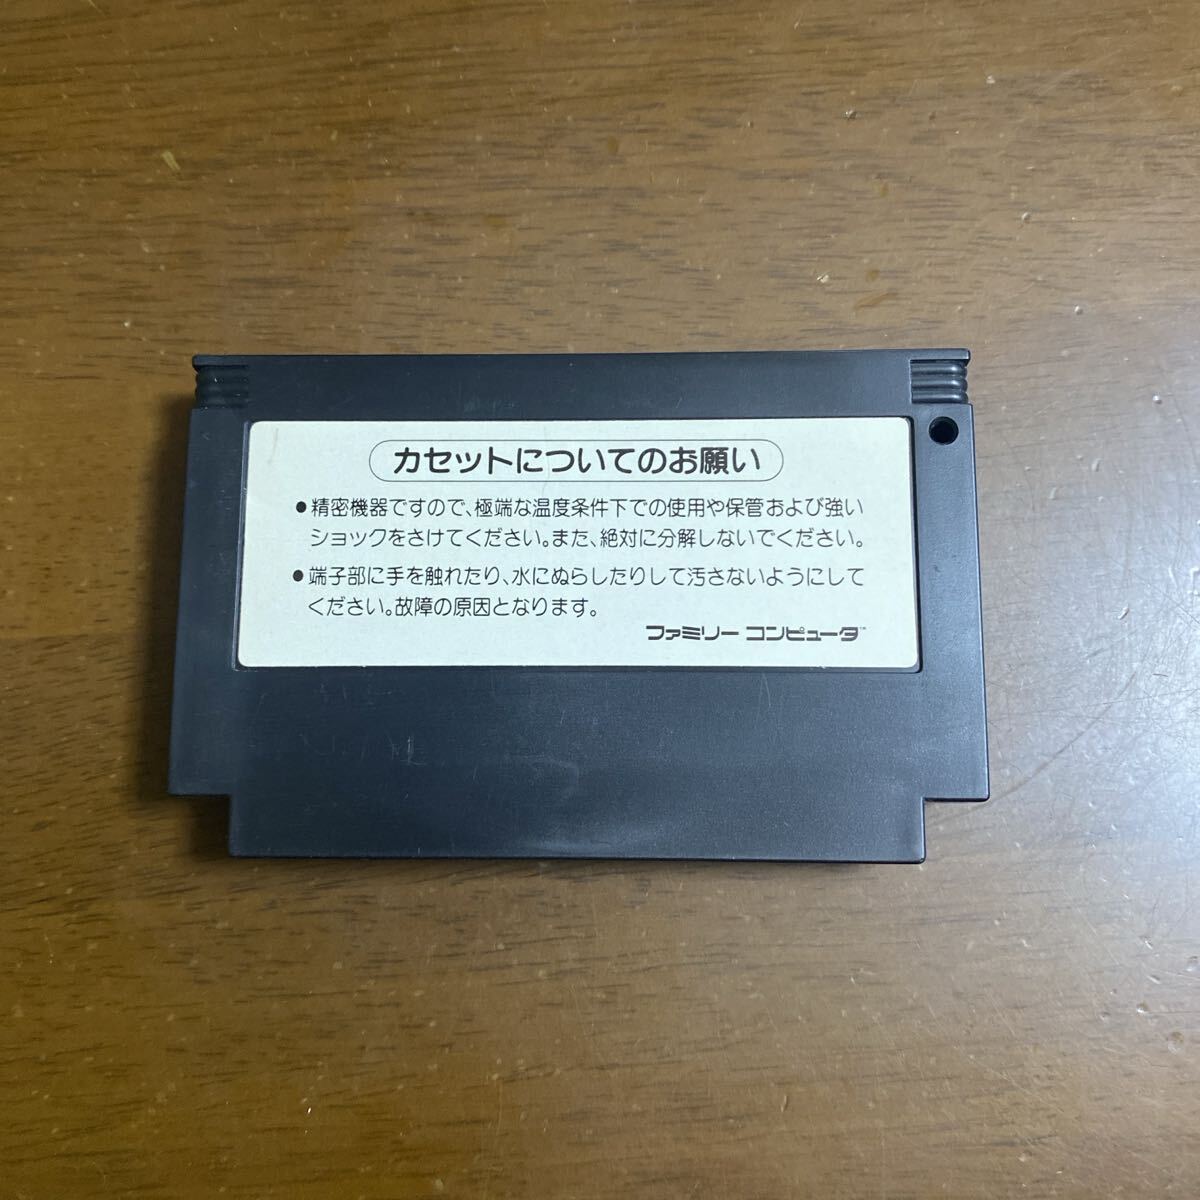 カセットについてのお願い
●精密機器ですので、極端な温度条件下での使用や保管および強い
ショックをさけてください。また、絶対に分解しないでください。
●端子部に手を触れたり、水にぬらしたりして汚さないようにして
ください。故障の原因となります。
ファミリー コンピュータ™